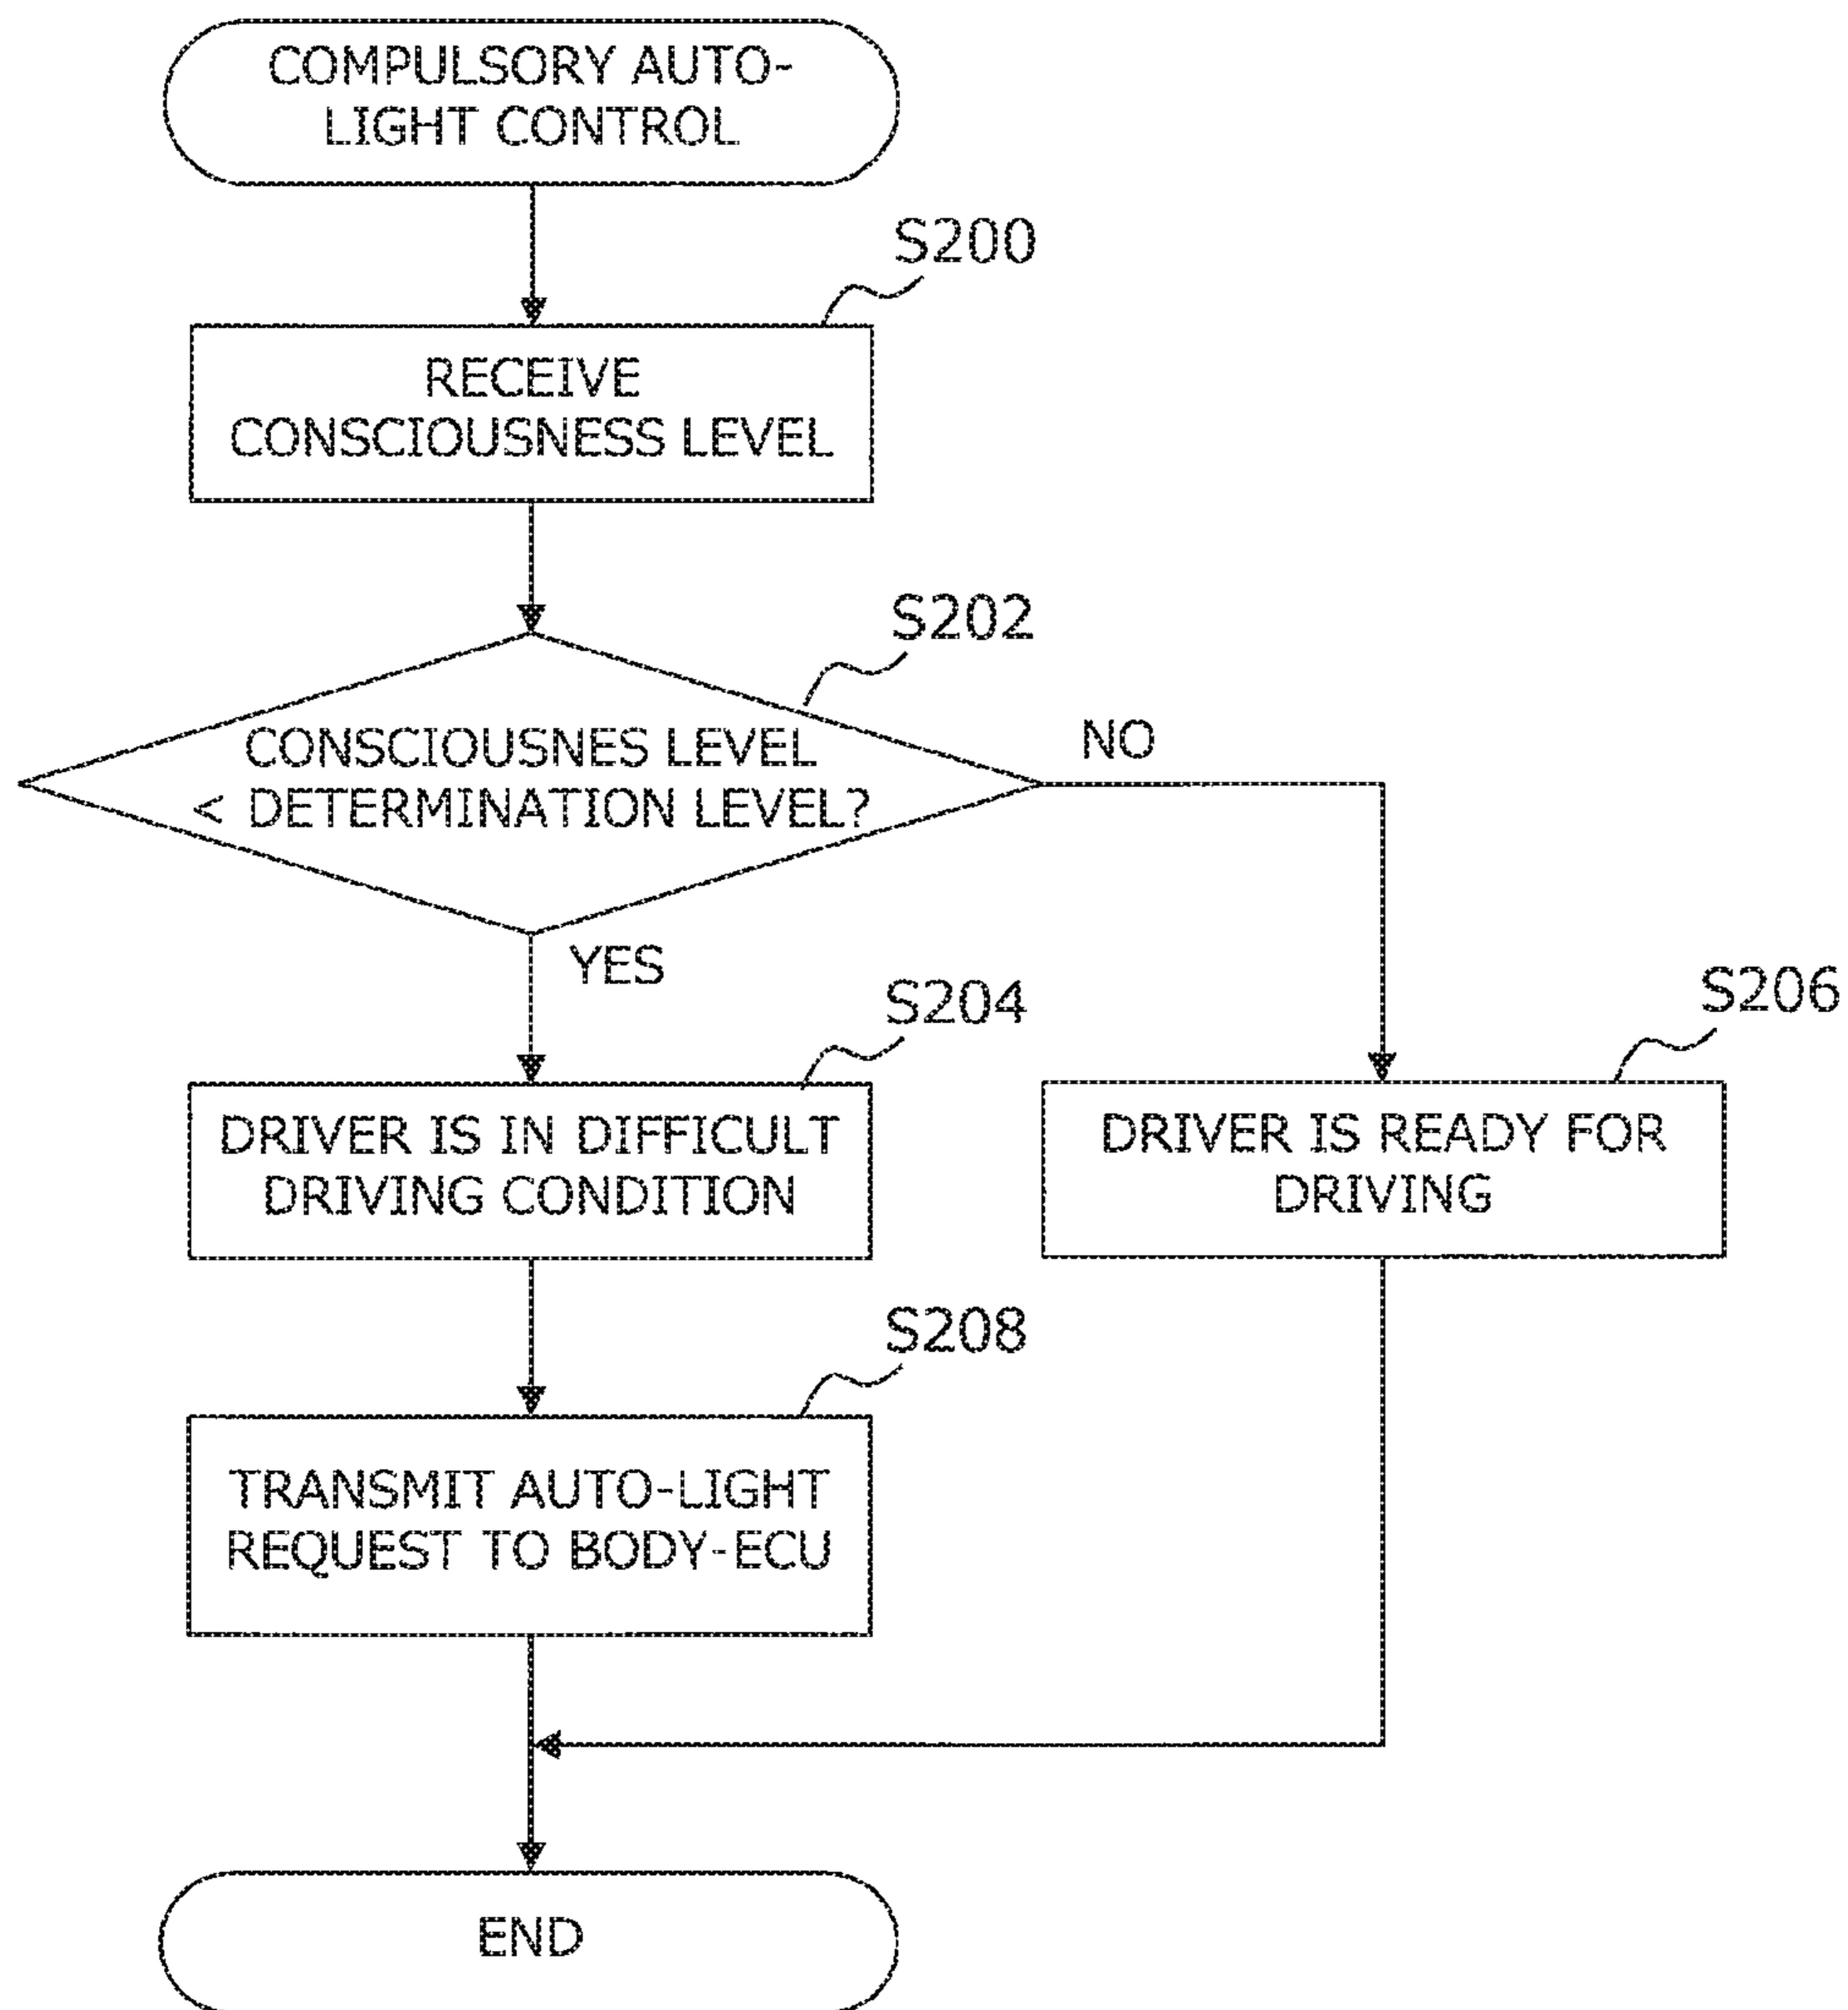 COMPULSORY AUTO-
LIGHT CONTROL
S200
RECEIVE
CONSCIOUSNESS LEVEL
S202
CONSCIOUSNES LEVEL
< DETERMINATION LEVEL?
NO
YES
S204
DRIVER IS IN DIFFICULT
DRIVING CONDITION
S206
DRIVER IS READY FOR
DRIVING
S208
TRANSMIT AUTO-LIGHT
REQUEST TO BODY-ECU
END